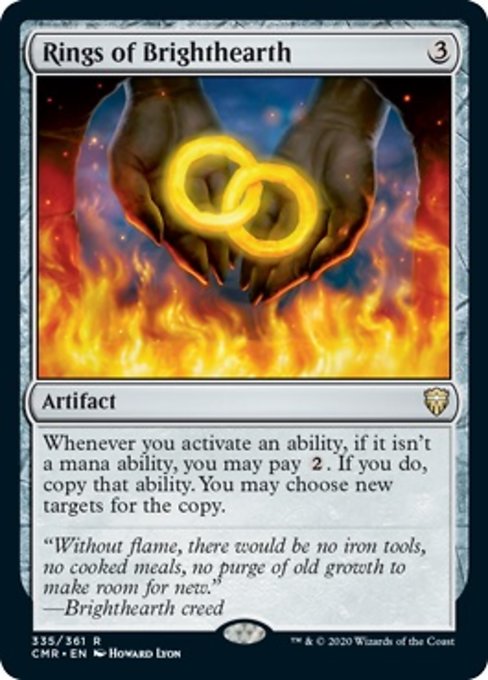 Rings of Brighthearth 3
Artifact
Whenever you activate an ability, if it isn't
a mana ability, you may pay 2. If you do,
copy that ability. You may choose new
targets for the copy.
"Without flame, there would be no iron tools,
no cooked meals, no purge of old growth to
make room for new."
—Brighthearth creed
335/361 R
CMR • EN Howard Lyon
™ & © 2020 Wizards of the Coast